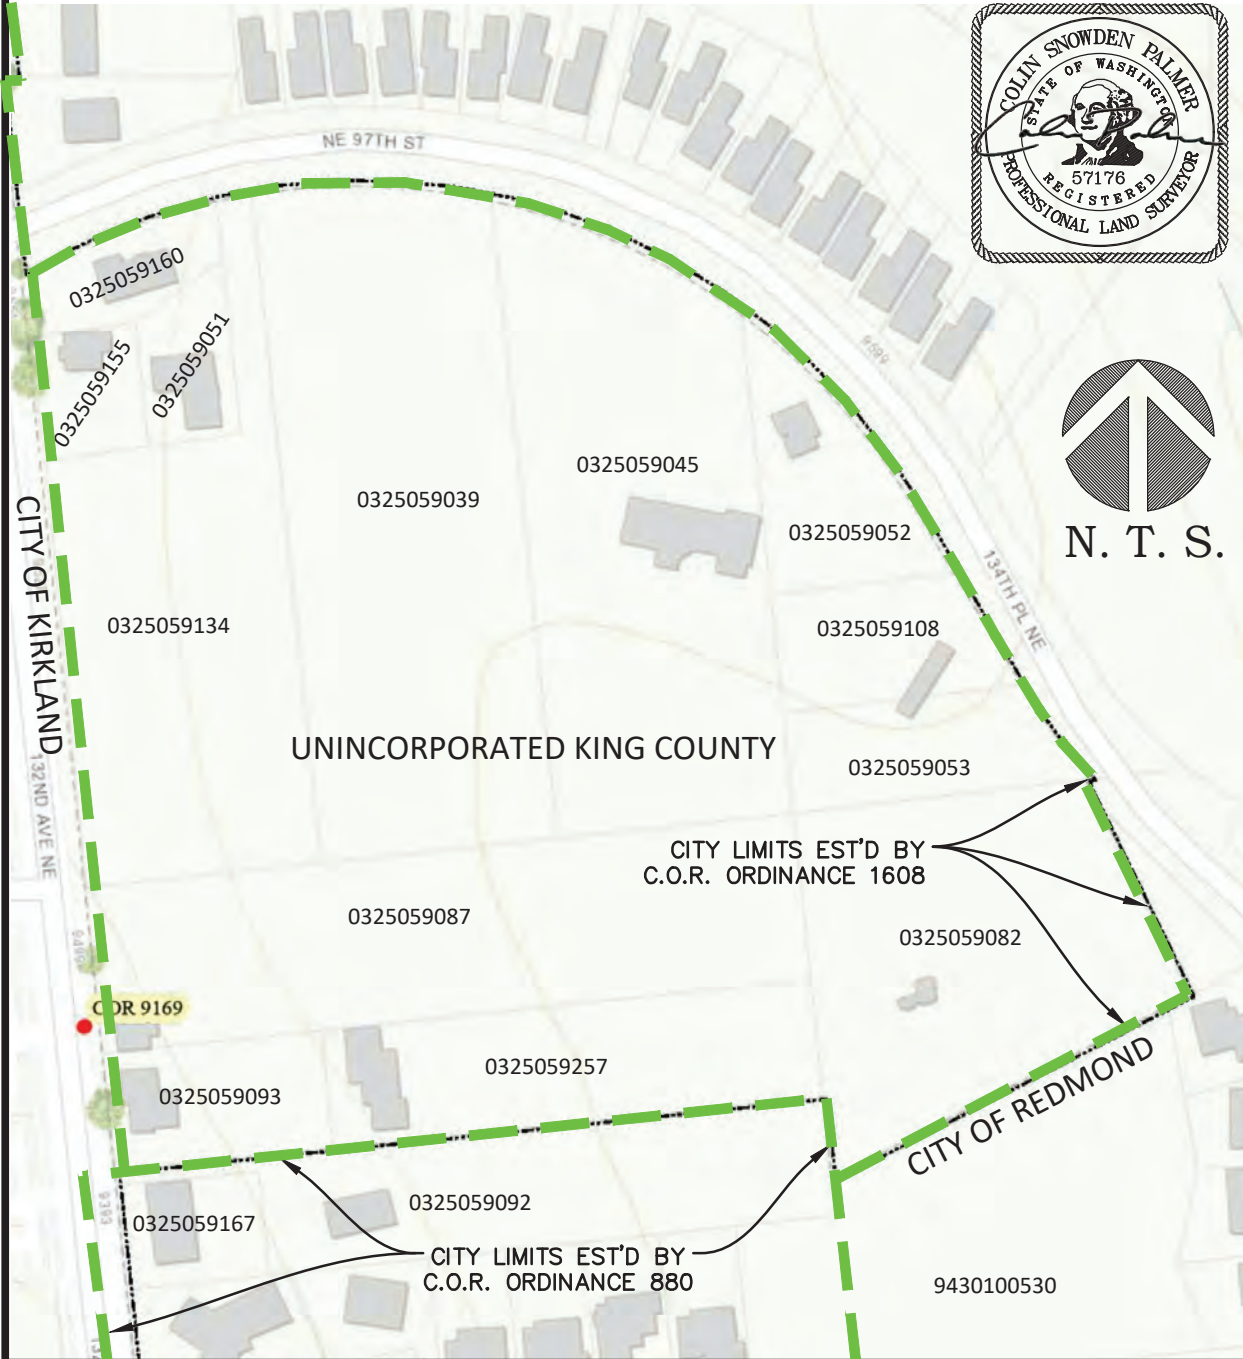 COLIN SNOWDEN PALMER
STATE OF WASHINGTON
57176
REGISTERED
PROFESSIONAL LAND SURVEYOR
NE 97TH ST
0325059160
0325059155
0325059051
9599
N. T. S.
0325059045
0325059039
0325059052
134TH PL NE
CITY OF KIRKLAND
0325059134
0325059108
UNINCORPORATED KING COUNTY
0325059053
132ND AVE NE
CITY LIMITS EST'D BY
C.O.R. ORDINANCE 1608
0325059087
0325059082
9499
COR 9169
0325059257
0325059093
CITY OF REDMOND
9393
0325059092
0325059167
CITY LIMITS EST'D BY
C.O.R. ORDINANCE 880
9430100530